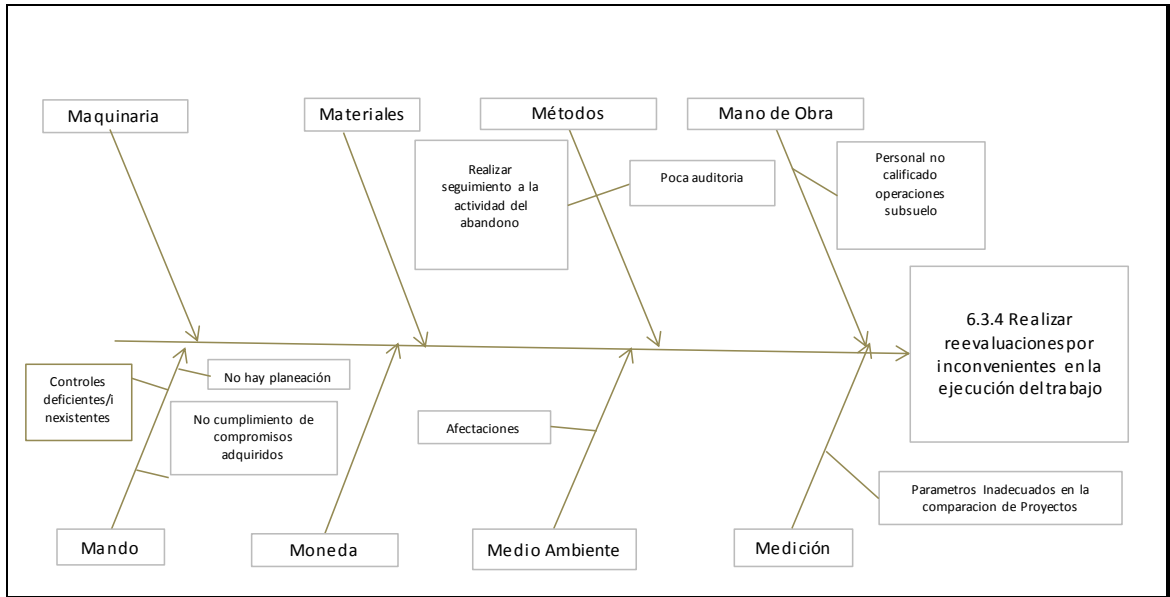 Maquinaria
Materiales
Métodos
Mano de Obra
Realizar
seguimiento a la
actividad del
abandono
Poca auditoria
Personal no
calificado
operaciones
subsuelo
6.3.4 Realizar
reevaluaciones por
inconvenientes en la
ejecución del trabajo
Controles
deficientes/i
nexistentes
No hay planeación
No cumplimiento de
compromisos
adquiridos
Afectaciones
Parametros Inadecuados en la
comparacion de Proyectos
Mando
Moneda
Medio Ambiente
Medición